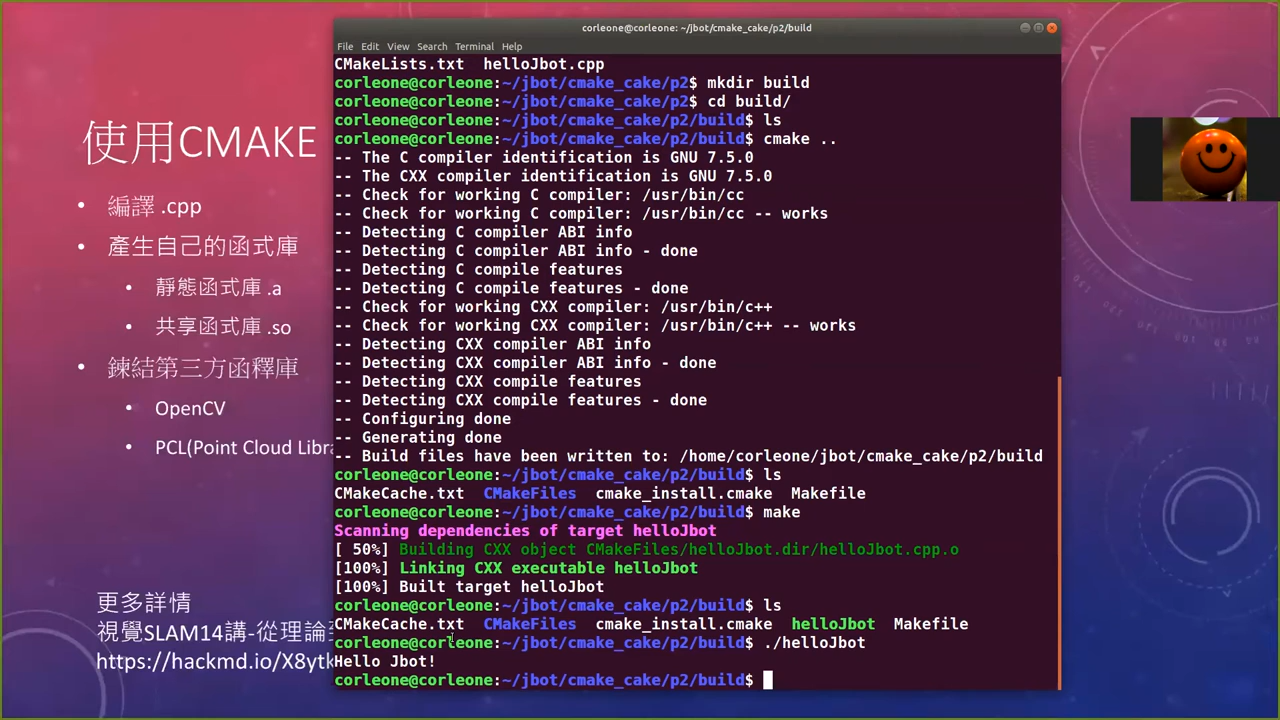 使用CMAKE
• 編譯 .cpp
• 產生自己的函式庫
• 靜態函式庫 .a
• 共享函式庫 .so
• 鍊結第三方函釋庫
• OpenCV
• PCL(Point Cloud Libra
更多詳情
視覺SLAM14講-從理論
https://hackmd.io/X8ytk
corleone@corleone: ~/jbot/cmake_cake/p2/build
File Edit View Search Terminal Help
CMakeLists.txt helloJbot.cpp
corleone@corleone:~/jbot/cmake_cake/p2$ mkdir build
corleone@corleone:~/jbot/cmake_cake/p2$ cd build/
corleone@corleone:~/jbot/cmake_cake/p2/build$ ls
corleone@corleone:~/jbot/cmake_cake/p2/build$ cmake ..
-- The C compiler identification is GNU 7.5.0
-- The CXX compiler identification is GNU 7.5.0
-- Check for working C compiler: /usr/bin/cc
-- Check for working C compiler: /usr/bin/cc -- works
-- Detecting C compiler ABI info
-- Detecting C compiler ABI info - done
-- Detecting C compile features
-- Detecting C compile features - done
-- Check for working CXX compiler: /usr/bin/c++
-- Check for working CXX compiler: /usr/bin/c++ -- works
-- Detecting CXX compiler ABI info
-- Detecting CXX compiler ABI info - done
-- Detecting CXX compile features
-- Detecting CXX compile features - done
-- Configuring done
-- Generating done
-- Build files have been written to: /home/corleone/jbot/cmake_cake/p2/build
corleone@corleone:~/jbot/cmake_cake/p2/build$ ls
CMakeCache.txt CMakeFiles cmake_install.cmake Makefile
corleone@corleone:~/jbot/cmake_cake/p2/build$ make
Scanning dependencies of target helloJbot
[ 50%] Building CXX object CMakeFiles/helloJbot.dir/helloJbot.cpp.o
[100%] Linking CXX executable helloJbot
[100%] Built target helloJbot
corleone@corleone:~/jbot/cmake_cake/p2/build$ ls
CMakeCache.txt CMakeFiles cmake_install.cmake helloJbot Makefile
corleone@corleone:~/jbot/cmake_cake/p2/build$ ./helloJbot
Hello Jbot!
corleone@corleone:~/jbot/cmake_cake/p2/build$